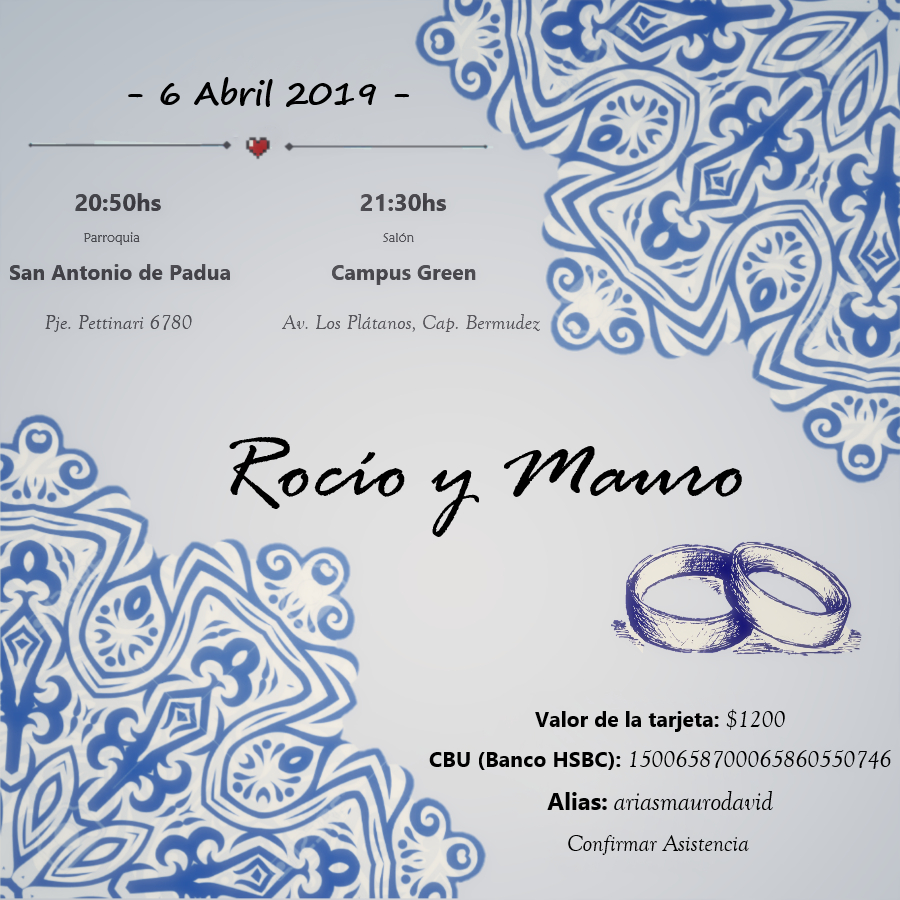 - 6 Abril 2019 -
20:50hs
Parroquia
San Antonio de Padua
Pje. Pettinari 6780
21:30hs
Salón
Campus Green
Av. Los Plátanos, Cap. Bermudez
Rocío y Mauro
Valor de la tarjeta: $1200
CBU (Banco HSBC): 1500658700065860550746
Alias: ariasmaurodavid
Confirmar Asistencia